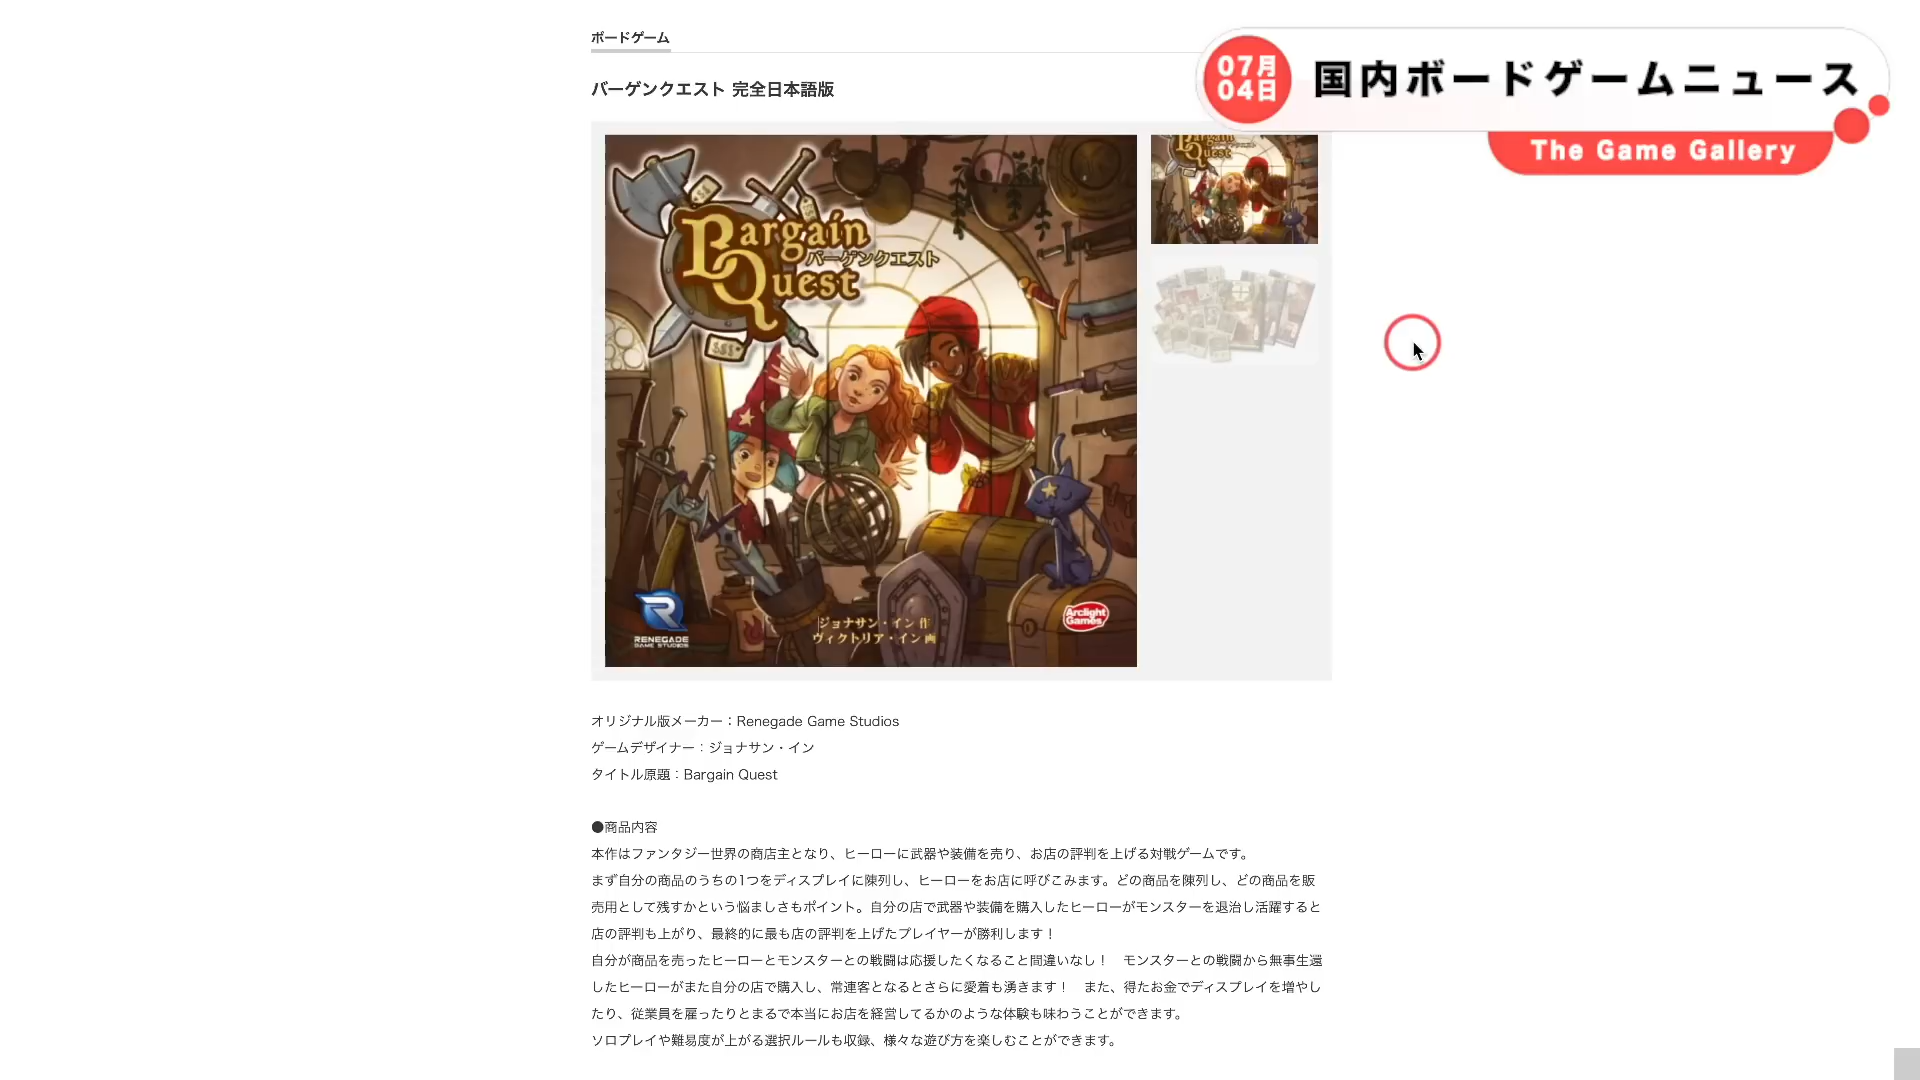 ボードゲーム
07月
04日
国内ボードゲームニュース
The Game Gallery
バーゲンクエスト 完全日本語版
Bargain
バーゲンクエスト
Quest
Bargain
Quest
ジョナサン・イン 作
ヴィクトリア・イン 画
RENEGADE
GAME STUDIOS
Arclight
Games
オリジナル版メーカー：Renegade Game Studios
ゲームデザイナー：ジョナサン・イン
タイトル原題：Bargain Quest
●商品内容
本作はファンタジー世界の商店主となり、ヒーローに武器や装備を売り、お店の評判を上げる対戦ゲームです。
まず自分の商品のうちの1つをディスプレイに陳列し、ヒーローをお店に呼びこみます。どの商品を陳列し、どの商品を販
売用として残すかという悩ましさもポイント。自分の店で武器や装備を購入したヒーローがモンスターを退治し活躍すると
店の評判も上がり、最終的に最も店の評判を上げたプレイヤーが勝利します！
自分が商品を売ったヒーローとモンスターとの戦闘は応援したくなること間違いなし！　モンスターとの戦闘から無事生還
したヒーローがまた自分の店で購入し、常連客となるとさらに愛着も湧きます！　また、得たお金でディスプレイを増やし
たり、従業員を雇ったりとまるで本当にお店を経営してるかのような体験も味わうことができます。
ソロプレイや難易度が上がる選択ルールも収録、様々な遊び方を楽しむことができます。